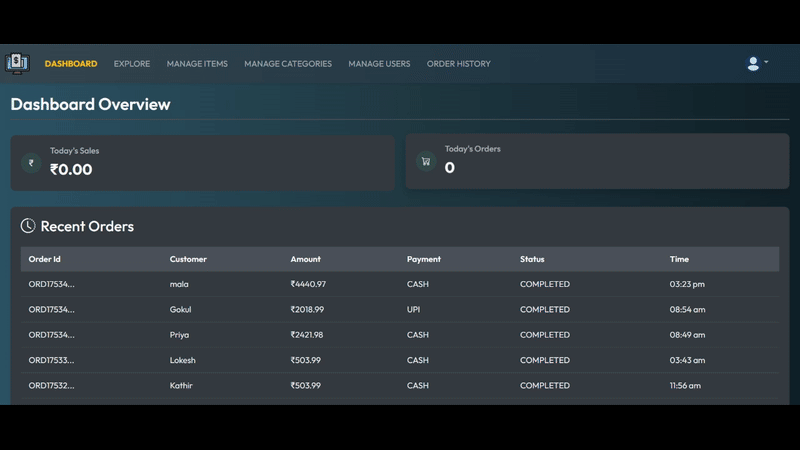 $
DASHBOARD EXPLORE MANAGE ITEMS MANAGE CATEGORIES MANAGE USERS ORDER HISTORY
Dashboard Overview
₹ Today's Sales
₹0.00
Today's Orders
0
Recent Orders
Order Id Customer Amount Payment Status Time
ORD17534... mala ₹4440.97 CASH COMPLETED 03:23 pm
ORD17534... Gokul ₹2018.99 UPI COMPLETED 08:54 am
ORD17534... Priya ₹2421.98 CASH COMPLETED 08:49 am
ORD17533... Lokesh ₹503.99 CASH COMPLETED 03:43 am
ORD17532... Kathir ₹503.99 CASH COMPLETED 11:56 am